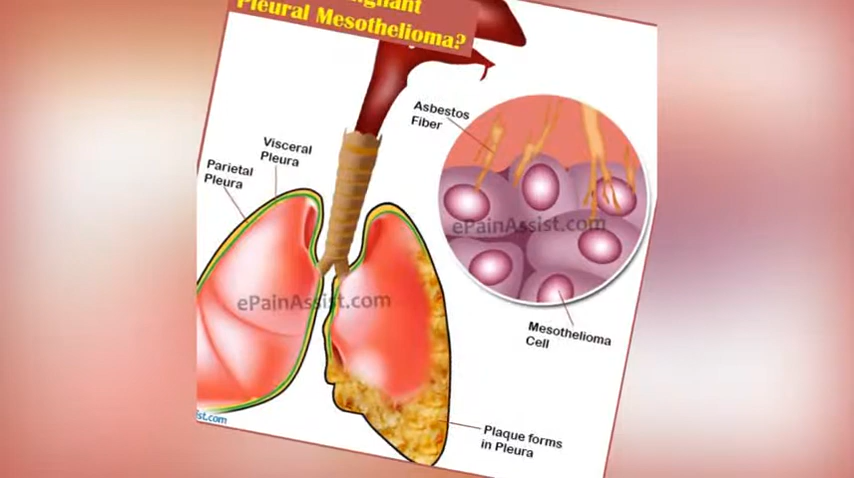 Pleural Mesothelioma?
Asbestos
Fiber
Visceral
Pleura
Parietal
Pleura
ePainAssist.com
ePainAssist.com
Mesothelioma
Cell
Plaque forms
in Pleura